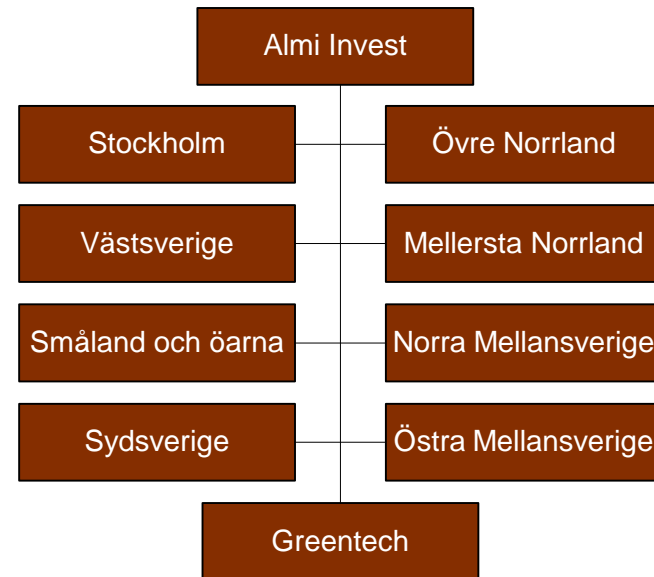 Almi Invest
Stockholm
Övre Norrland
Västsverige
Mellersta Norrland
Småland och öarna
Norra Mellansverige
Sydsverige
Östra Mellansverige
Greentech